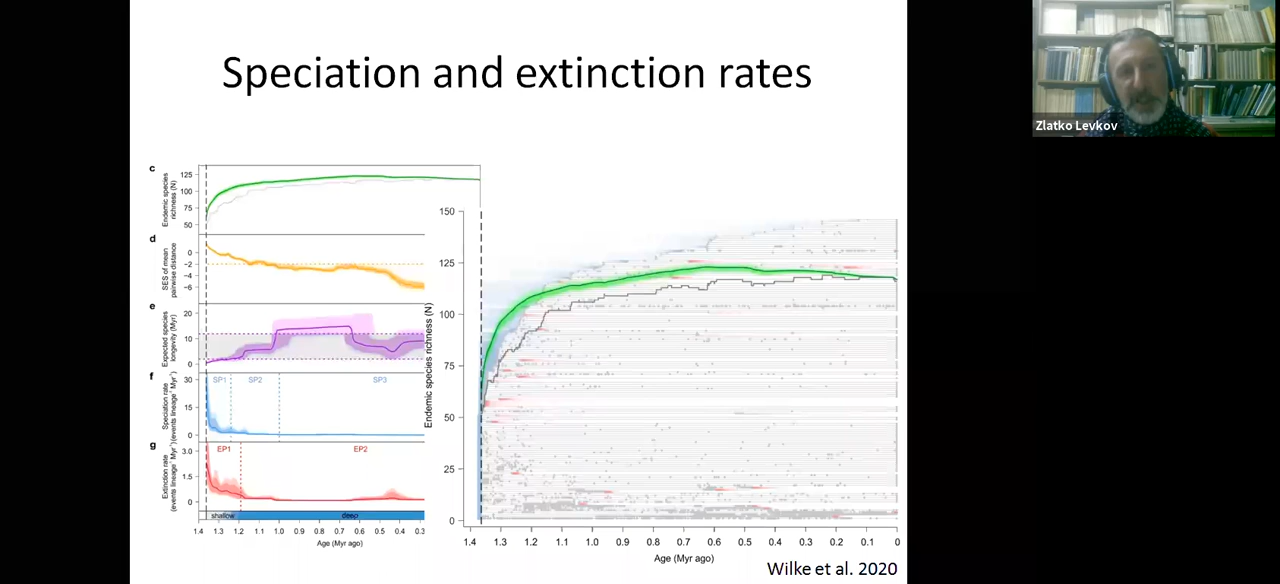 Speciation and extinction rates
Zlatko Levkov
c
Endemic species
richness (N)
125
100
75
50
d
SES of mean
pairwise distance
0
−2
−4
−6
e
Expected species
longevity (Myr)
20
10
0
f
Speciation rate
(events lineage⁻¹ Myr⁻¹)
30
15
0
SP1
SP2
SP3
g
Extinction rate
(events lineage⁻¹ Myr⁻¹)
3.0
1.5
0
EP1
EP2
shallow
deep
1.4 1.3 1.2 1.1 1.0 0.9 0.8 0.7 0.6 0.5 0.4 0.3
Age (Myr ago)
Endemic species richness (N)
150
125
100
75
50
25
0
1.4 1.3 1.2 1.1 1.0 0.9 0.8 0.7 0.6 0.5 0.4 0.3 0.2 0.1 0
Age (Myr ago)
Wilke et al. 2020